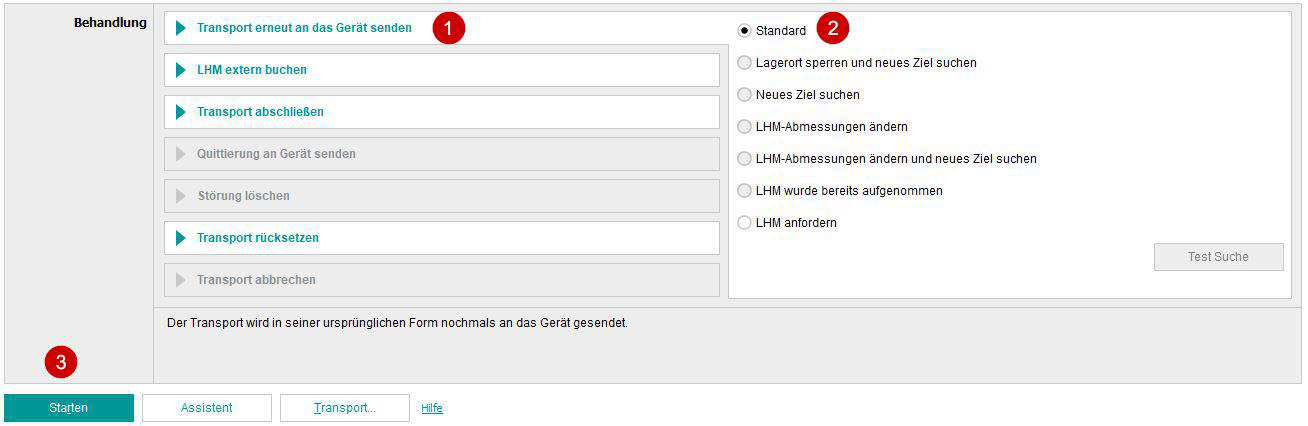 Behandlung
Transport erneut an das Gerät senden 1
LHM extern buchen
Transport abschließen
Quittierung an Gerät senden
Störung löschen
Transport rücksetzen
Transport abbrechen
Standard 2
Lagerort sperren und neues Ziel suchen
Neues Ziel suchen
LHM-Abmessungen ändern
LHM-Abmessungen ändern und neues Ziel suchen
LHM wurde bereits aufgenommen
LHM anfordern
Test Suche
Der Transport wird in seiner ursprünglichen Form nochmals an das Gerät gesendet.
3
Starten Assistent Transport... Hilfe